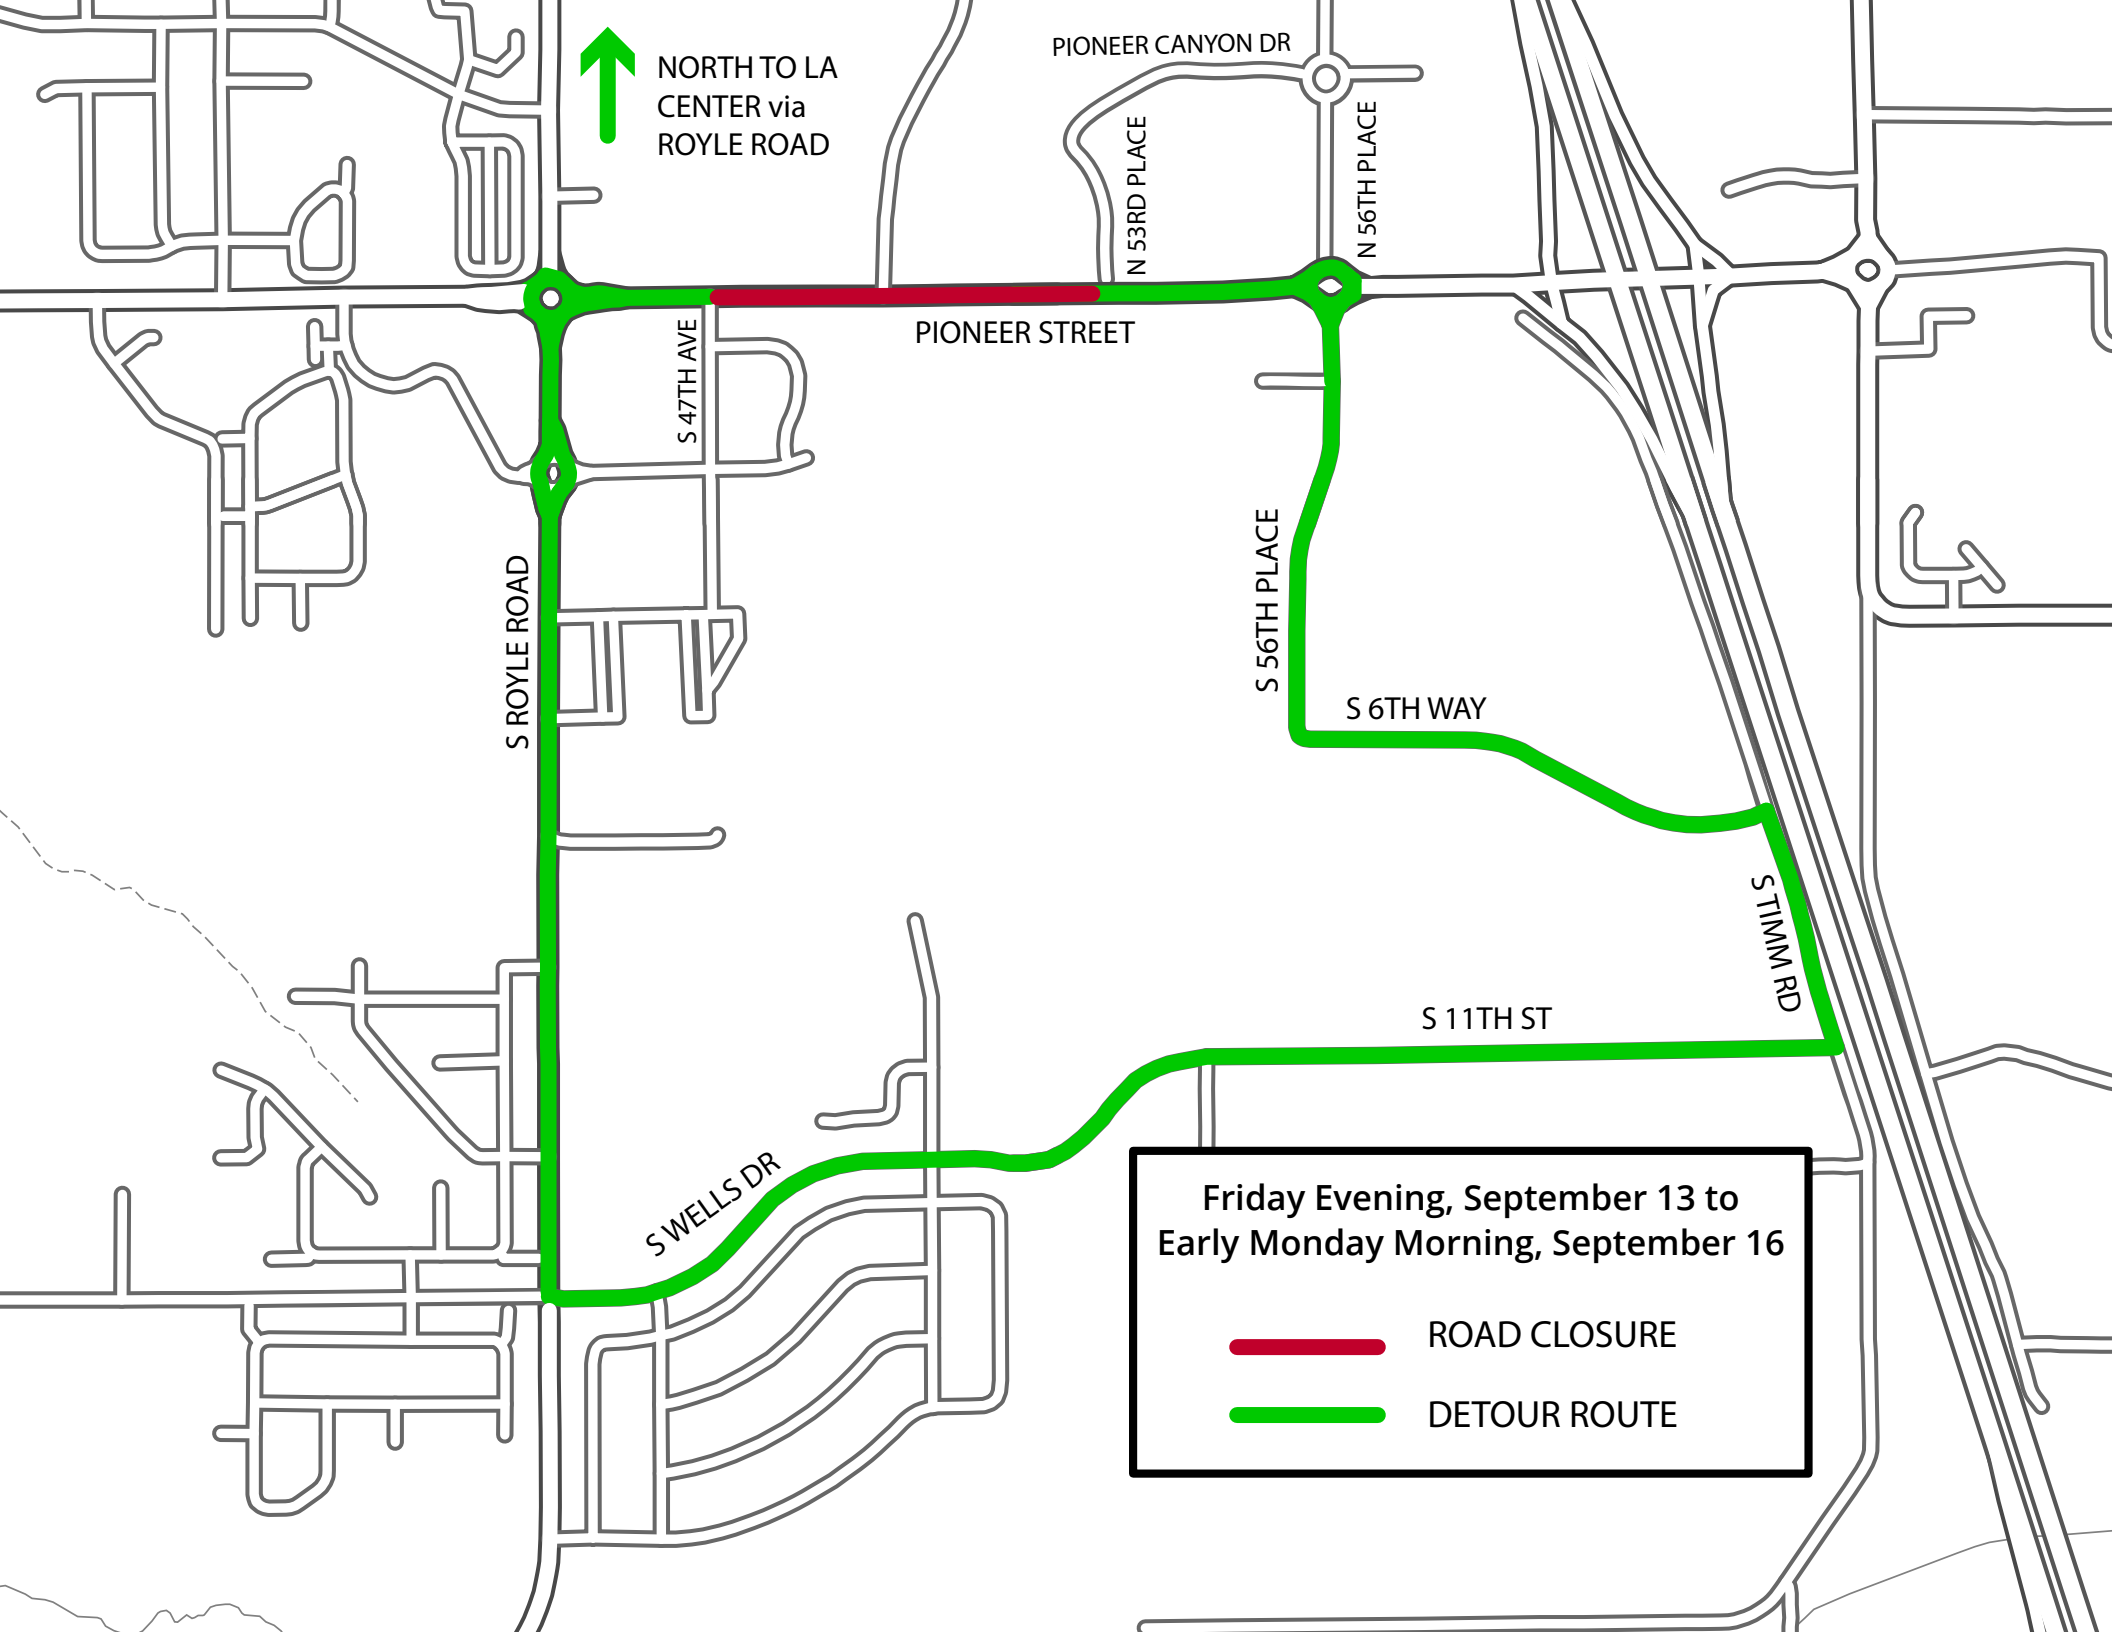 NORTH TO LA
CENTER via
ROYLE ROAD
PIONEER CANYON DR
N 53RD PLACE
N 56TH PLACE
PIONEER STREET
S 47TH AVE
S ROYLE ROAD
S 56TH PLACE
S 6TH WAY
S TIMM RD
S 11TH ST
S WELLS DR
Friday Evening, September 13 to
Early Monday Morning, September 16
ROAD CLOSURE
DETOUR ROUTE